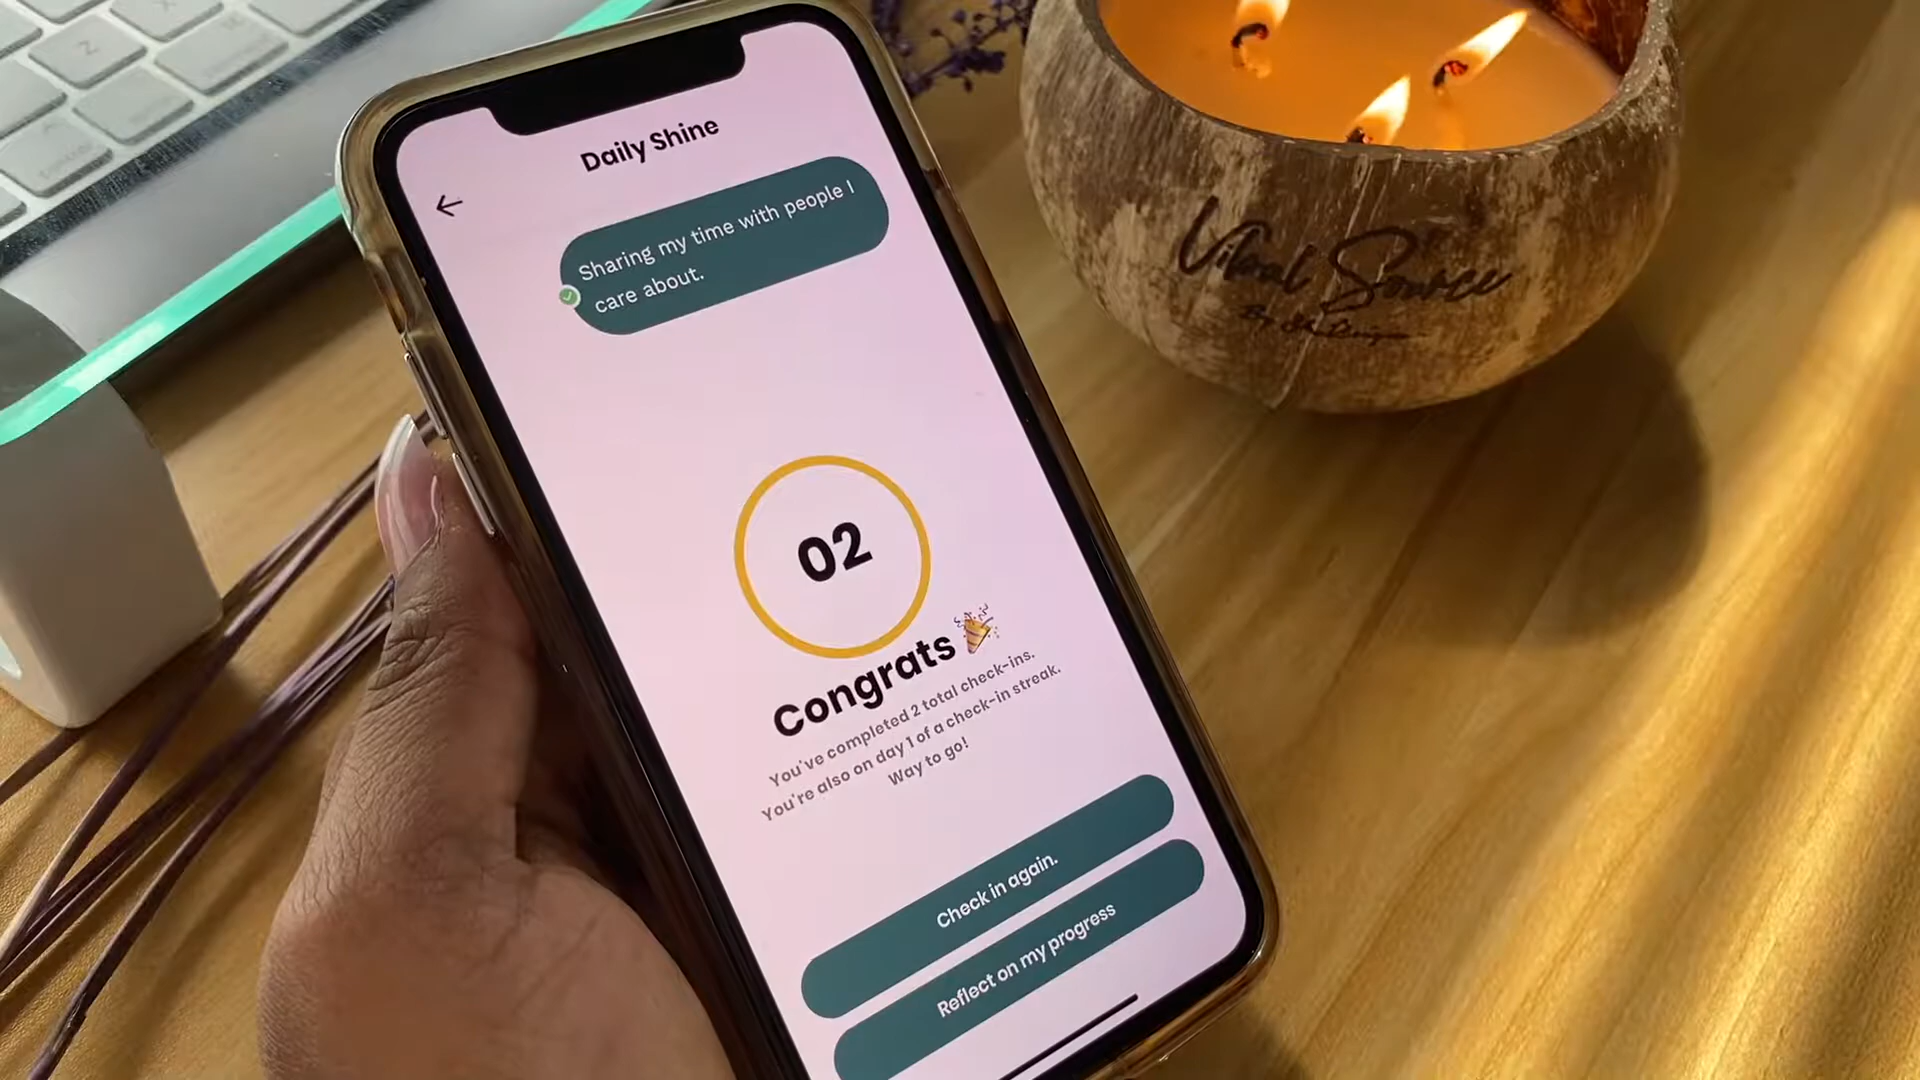 Daily Shine
Sharing my time with people I
care about.
02
Congrats 🎉
You've completed 2 total check-ins.
You're also on day 1 of a check-in streak.
Way to go!
Check in again.
Reflect on my progress
Z
Vibral Source